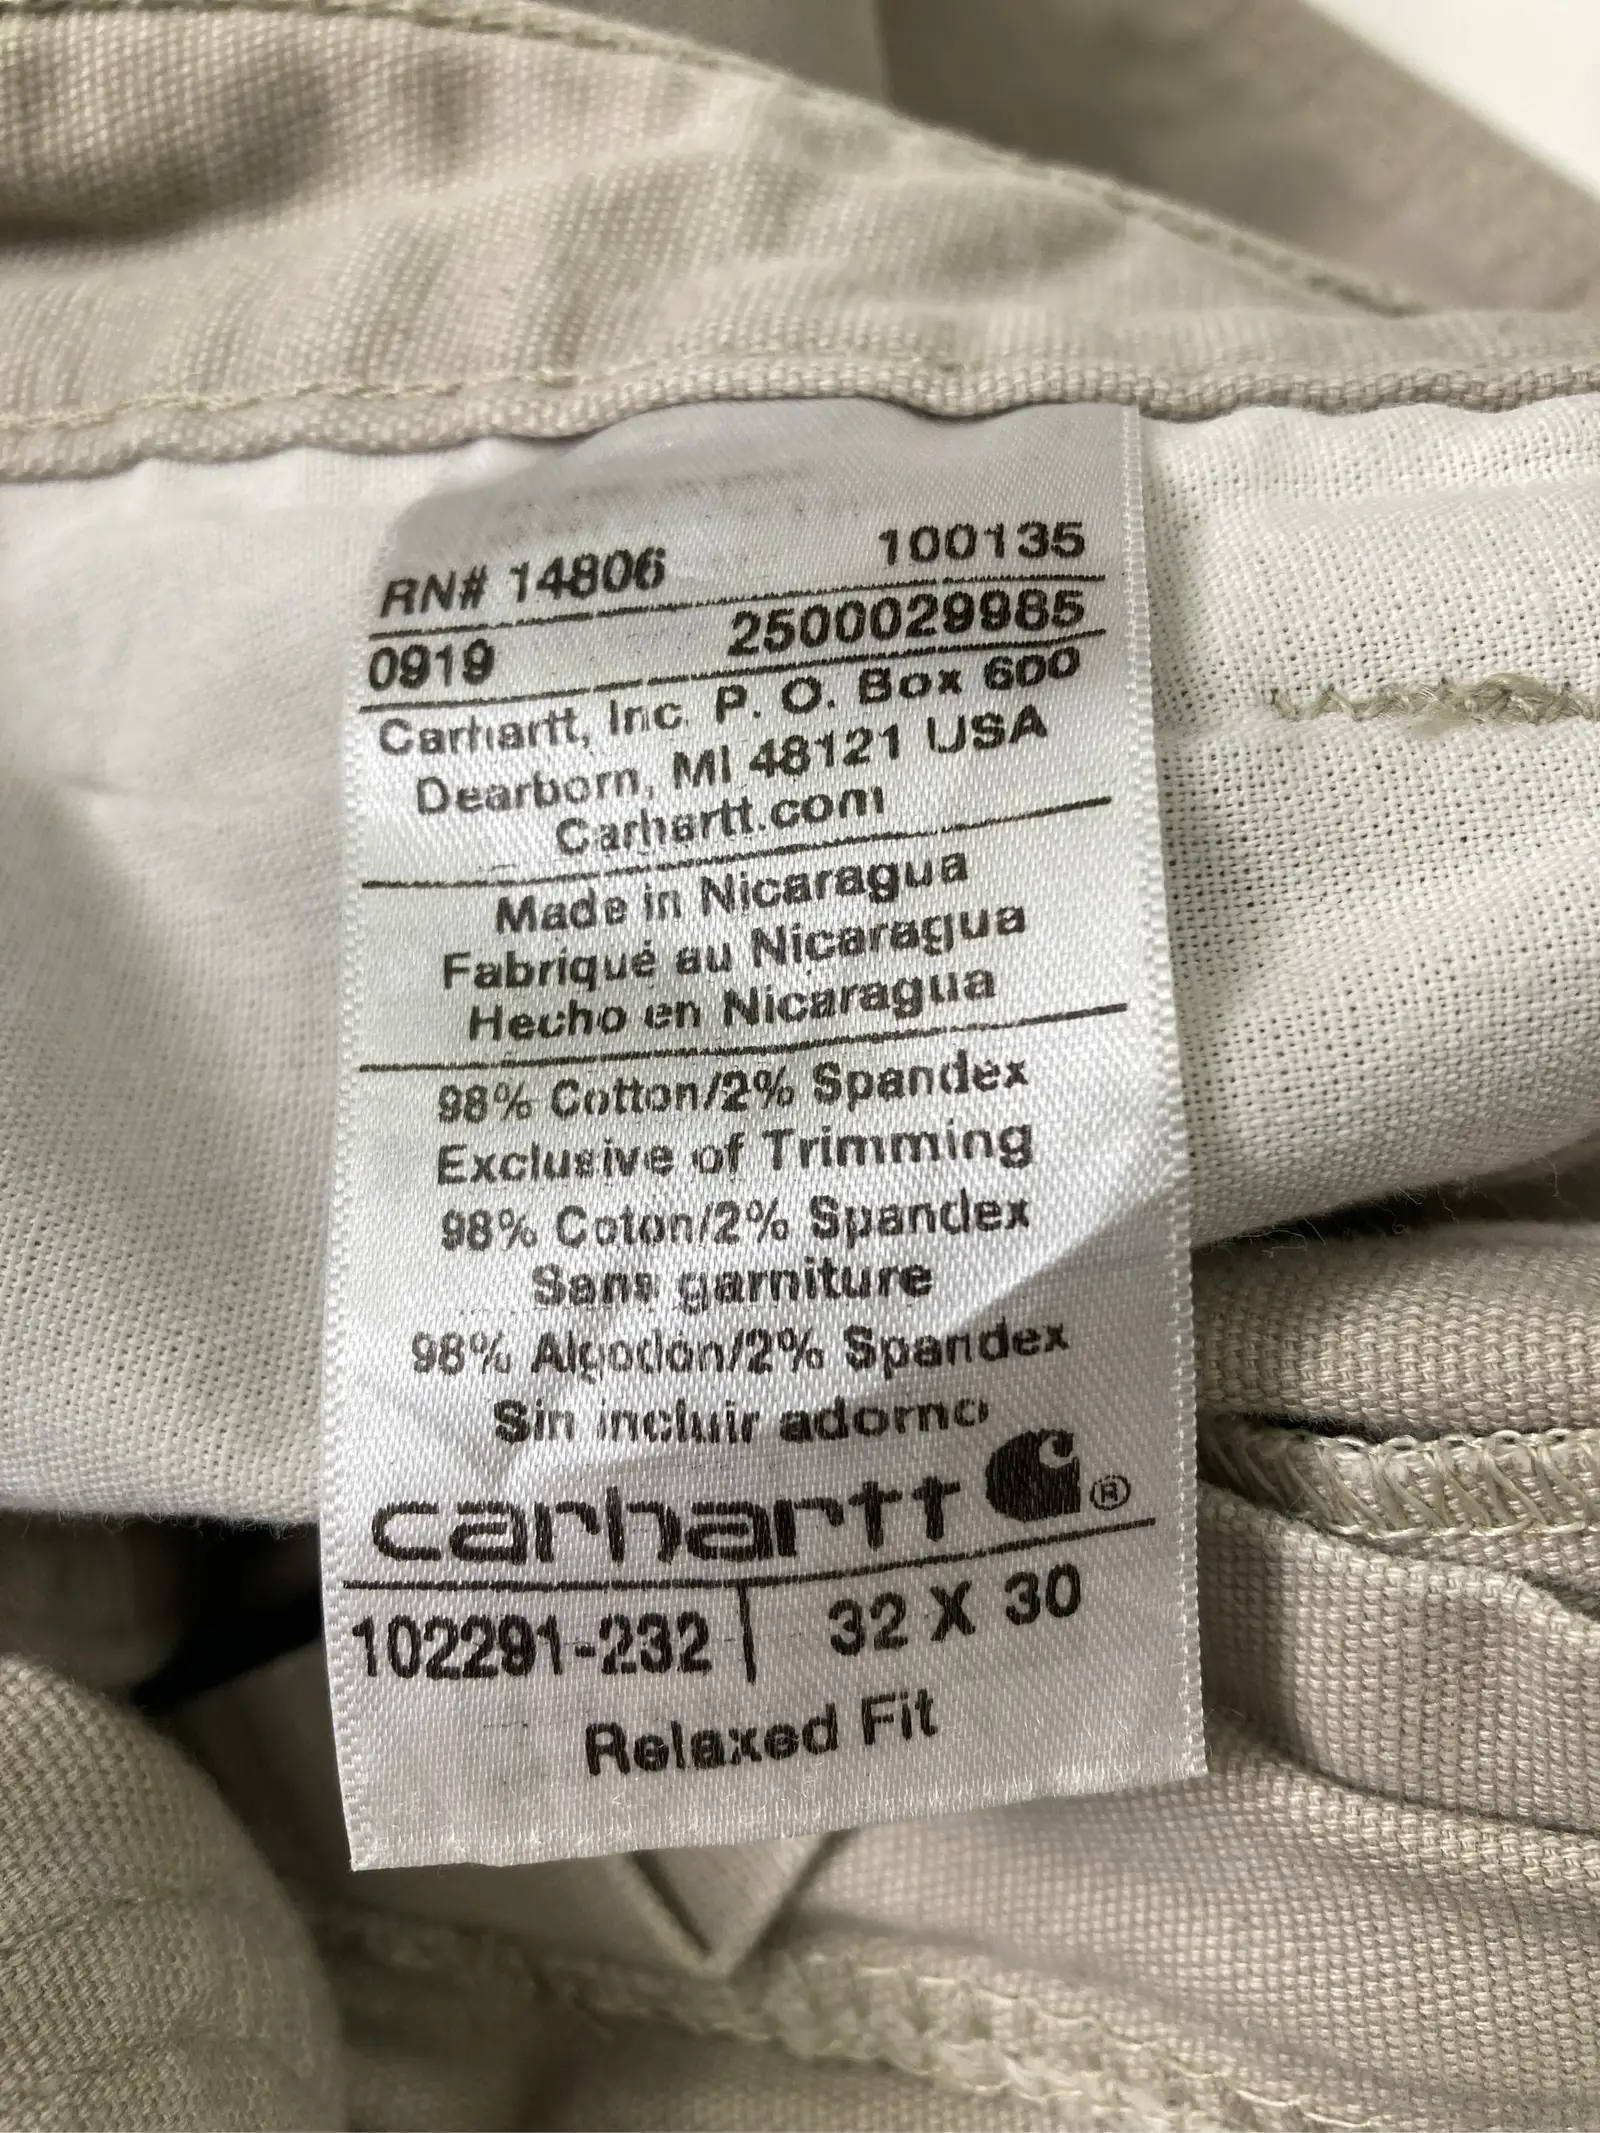 RN# 14806 100135
0919 2500029985
Carhartt, Inc. P. O. Box 600
Dearborn, MI 48121 USA
Carhartt.com
Made in Nicaragua
Fabriqué au Nicaragua
Hecho en Nicaragua
98% Cotton/2% Spandex
Exclusive of Trimming
98% Coton/2% Spandex
Sans garniture
98% Algodón/2% Spandex
Sin incluir adorno
carhartt ®
102291-232 32 X 30
Relaxed Fit